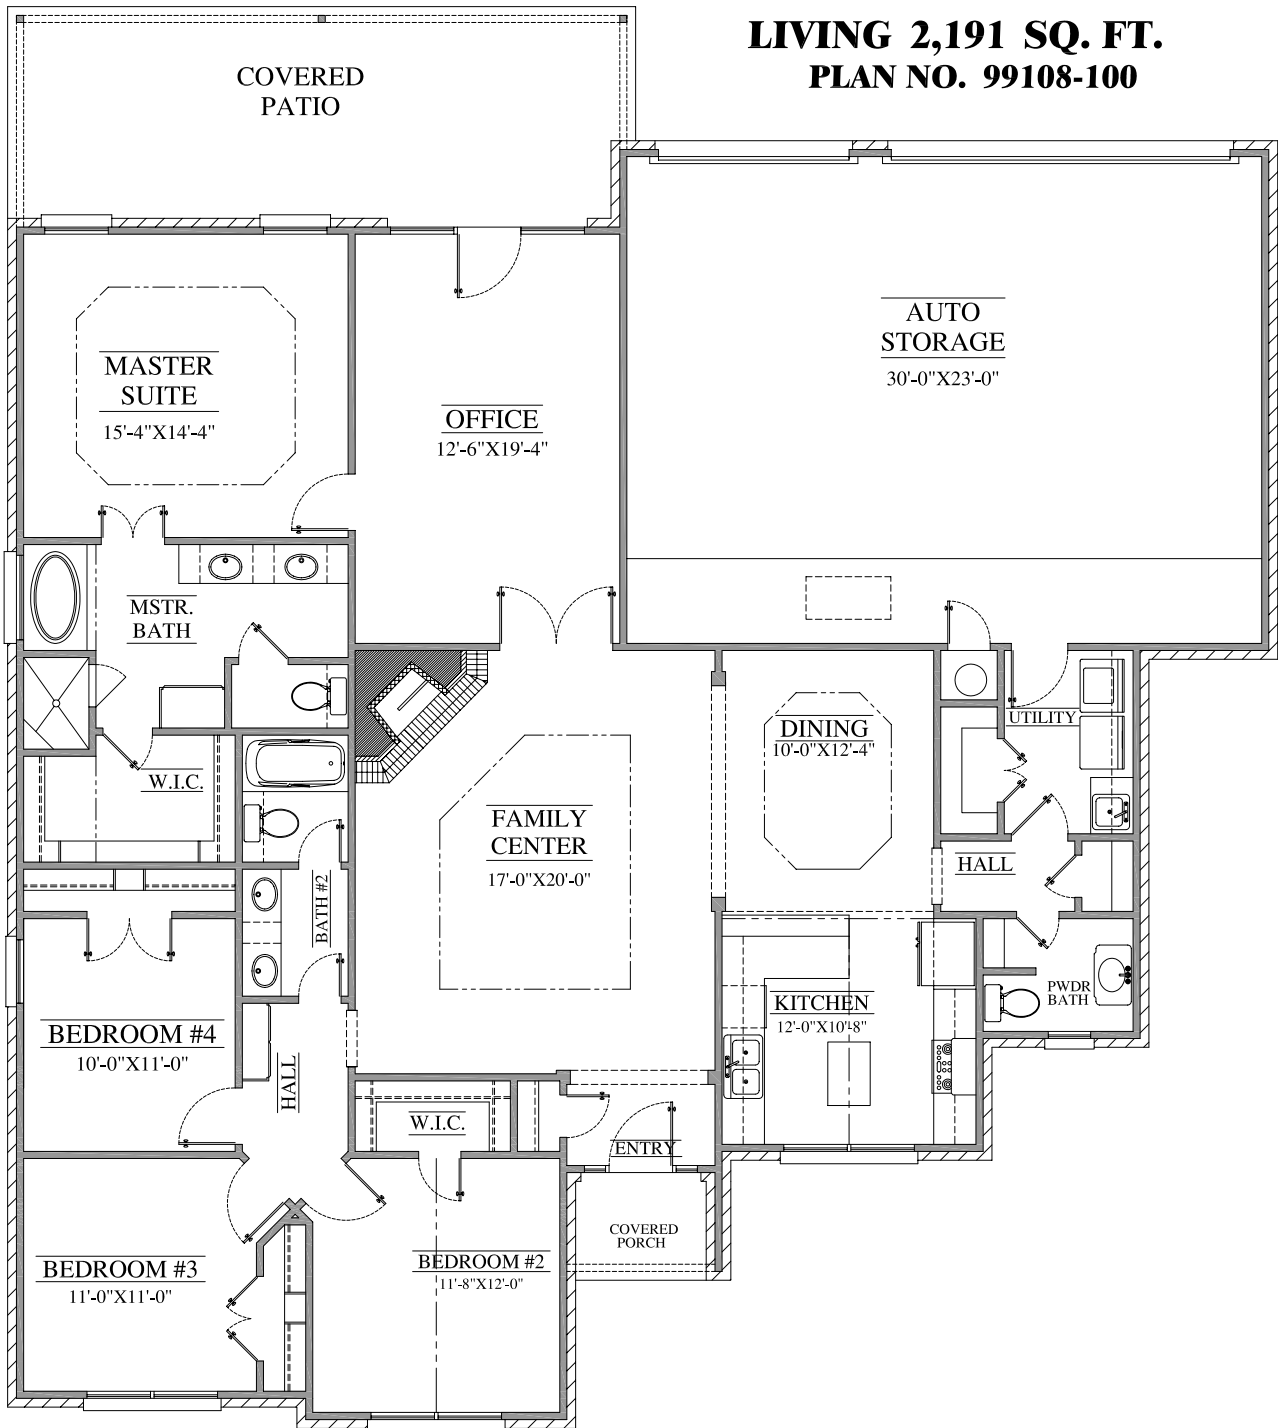 LIVING 2,191 SQ. FT.
PLAN NO. 99108-100
COVERED
PATIO
AUTO
STORAGE
30'-0"X23'-0"
MASTER
SUITE
15'-4"X14'-4"
OFFICE
12'-6"X19'-4"
MSTR.
BATH
W.I.C.
UTILITY
DINING
10'-0"X12'-4"
FAMILY
CENTER
17'-0"X20'-0"
HALL
BATH #2
KITCHEN
12'-0"X10'-8"
PWDR
BATH
BEDROOM #4
10'-0"X11'-0"
HALL
W.I.C.
ENTRY
COVERED
PORCH
BEDROOM #3
11'-0"X11'-0"
BEDROOM #2
11'-8"X12'-0"